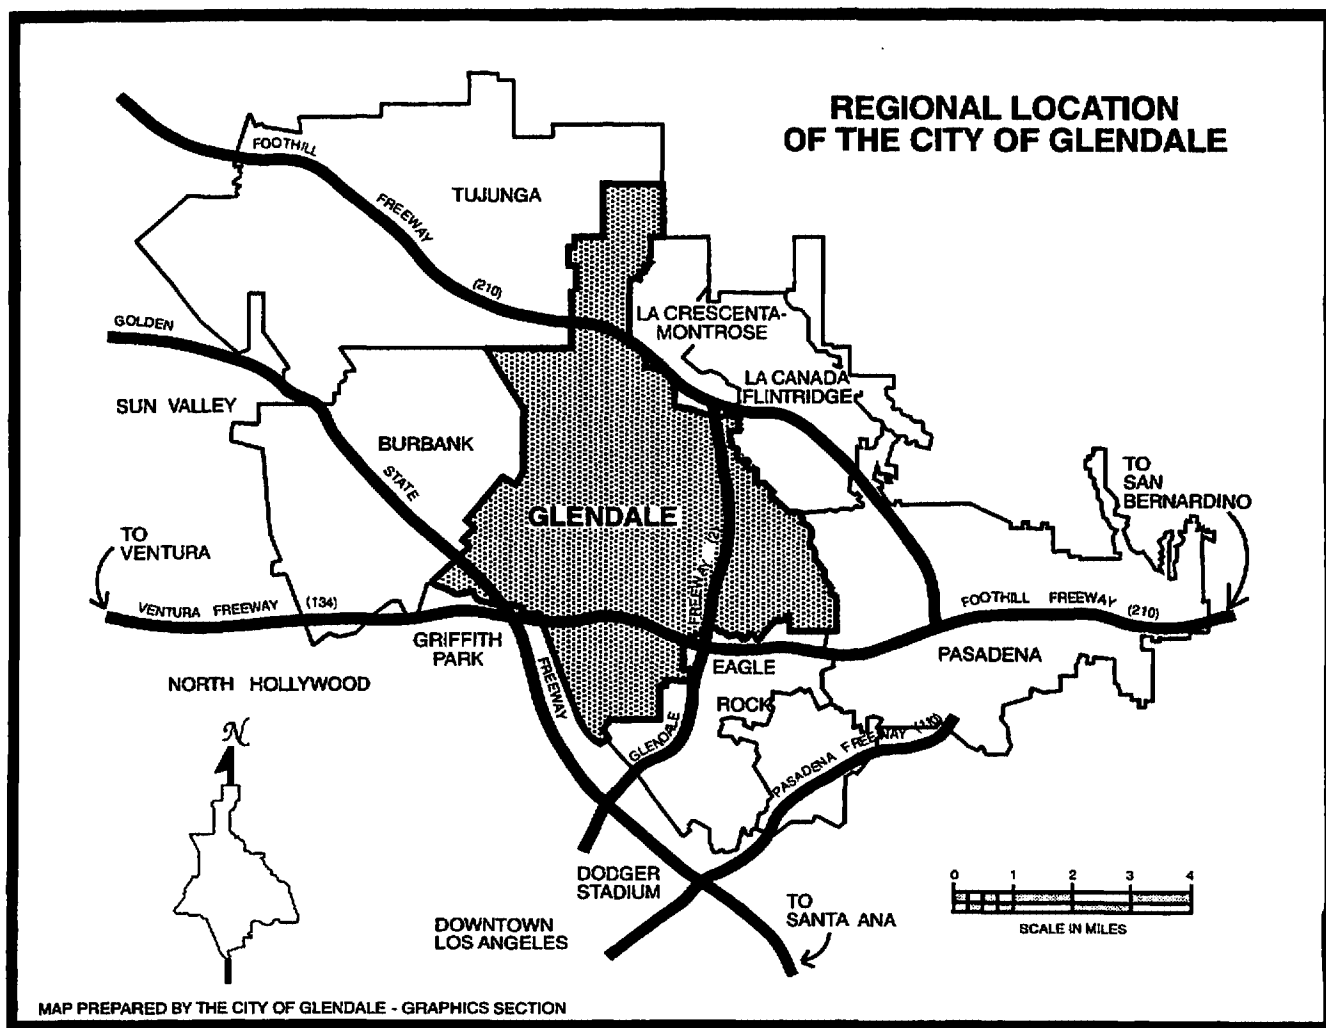 REGIONAL LOCATION
OF THE CITY OF GLENDALE
FOOTHILL
FREEWAY
(210)
TUJUNGA
LA CRESCENTA-
MONTROSE
LA CANADA
FLINTRIDGE
GOLDEN
STATE
FREEWAY
SUN VALLEY
BURBANK
GLENDALE
TO
SAN
BERNARDINO
TO
VENTURA
VENTURA FREEWAY (134)
GRIFFITH
PARK
NORTH HOLLYWOOD
GLENDALE
FREEWAY
EAGLE
ROCK
FOOTHILL FREEWAY (210)
PASADENA
PASADENA FREEWAY (110)
N
DODGER
STADIUM
DOWNTOWN
LOS ANGELES
TO
SANTA ANA
0 1 2 3 4
SCALE IN MILES
MAP PREPARED BY THE CITY OF GLENDALE - GRAPHICS SECTION